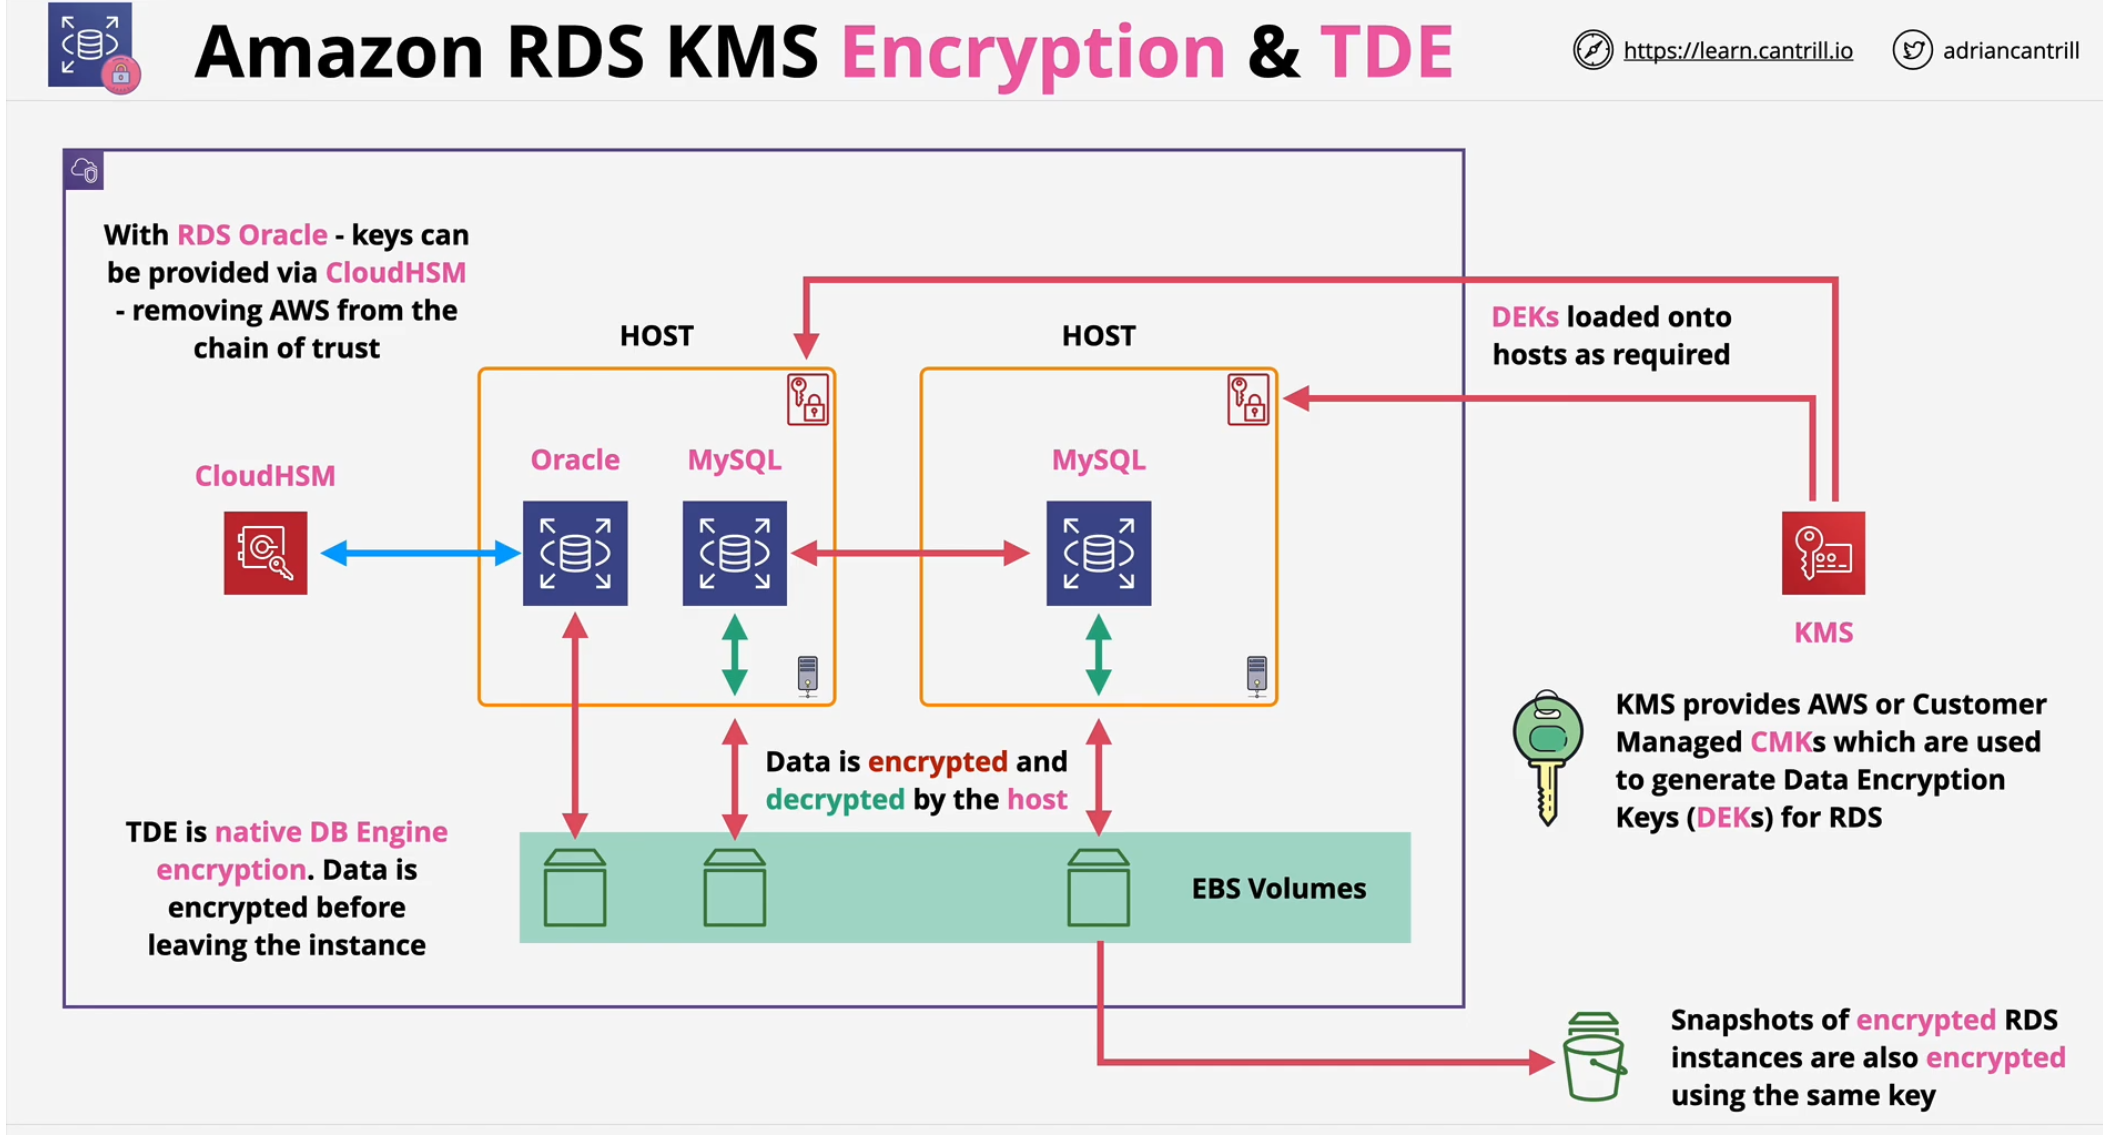 Amazon RDS KMS Encryption & TDE
https://learn.cantrill.io
adriancantrill
With RDS Oracle - keys can
be provided via CloudHSM
- removing AWS from the
chain of trust
HOST
HOST
DEKs loaded onto
hosts as required
CloudHSM
Oracle
MySQL
MySQL
KMS
KMS provides AWS or Customer
Managed CMKs which are used
to generate Data Encryption
Keys (DEKs) for RDS
Data is encrypted and
decrypted by the host
TDE is native DB Engine
encryption. Data is
encrypted before
leaving the instance
EBS Volumes
Snapshots of encrypted RDS
instances are also encrypted
using the same key